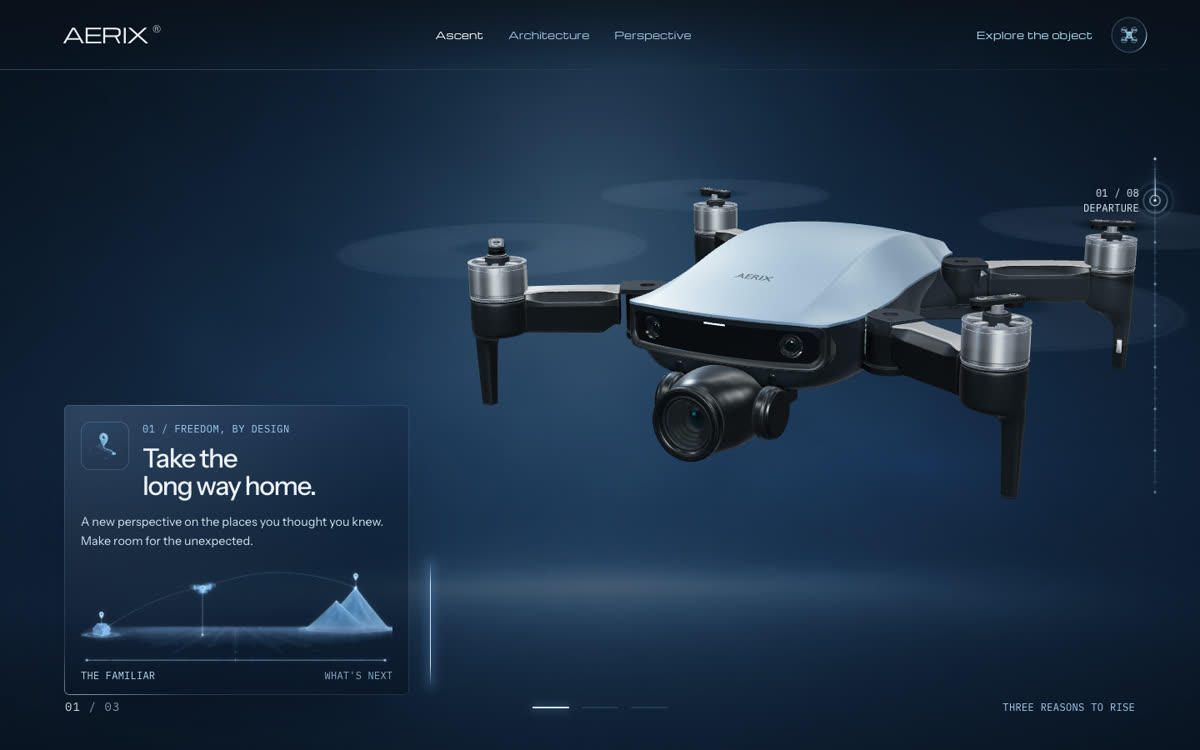 AERIX ®
Ascent
Architecture
Perspective
Explore the object
01 / 08
DEPARTURE
AERIX
01 / FREEDOM, BY DESIGN
Take the
long way home.
A new perspective on the places you thought you knew.
Make room for the unexpected.
THE FAMILIAR
WHAT'S NEXT
01 / 03
THREE REASONS TO RISE